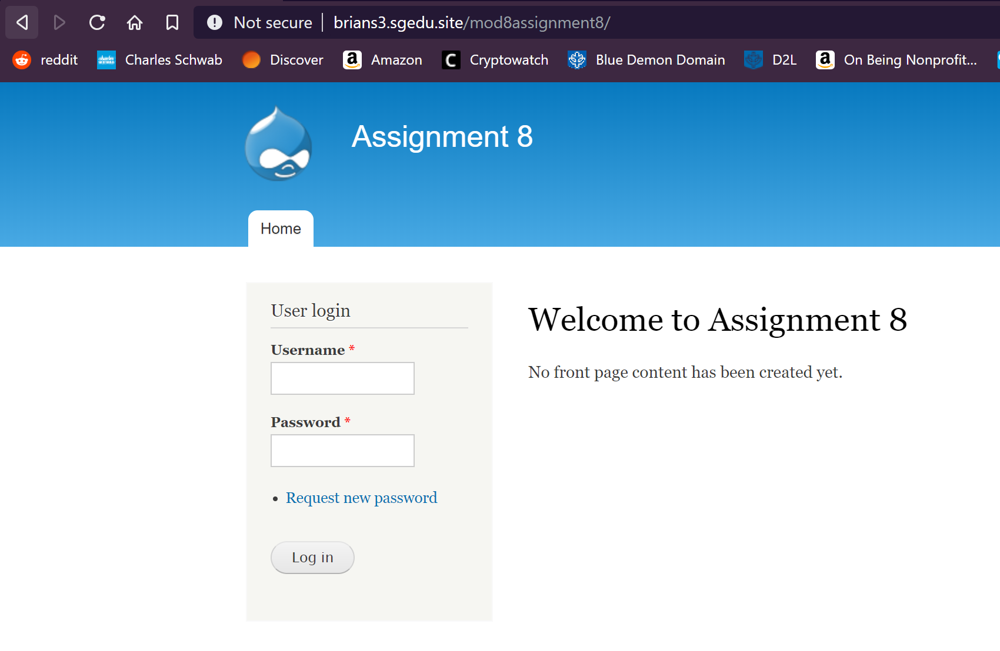 Not secure | brians3.sgedu.site/mod8assignment8/
reddit Charles Schwab Discover Amazon Cryptowatch Blue Demon Domain D2L On Being Nonprofit...
Assignment 8
Home
User login
Username *
Password *
• Request new password
Log in
Welcome to Assignment 8
No front page content has been created yet.